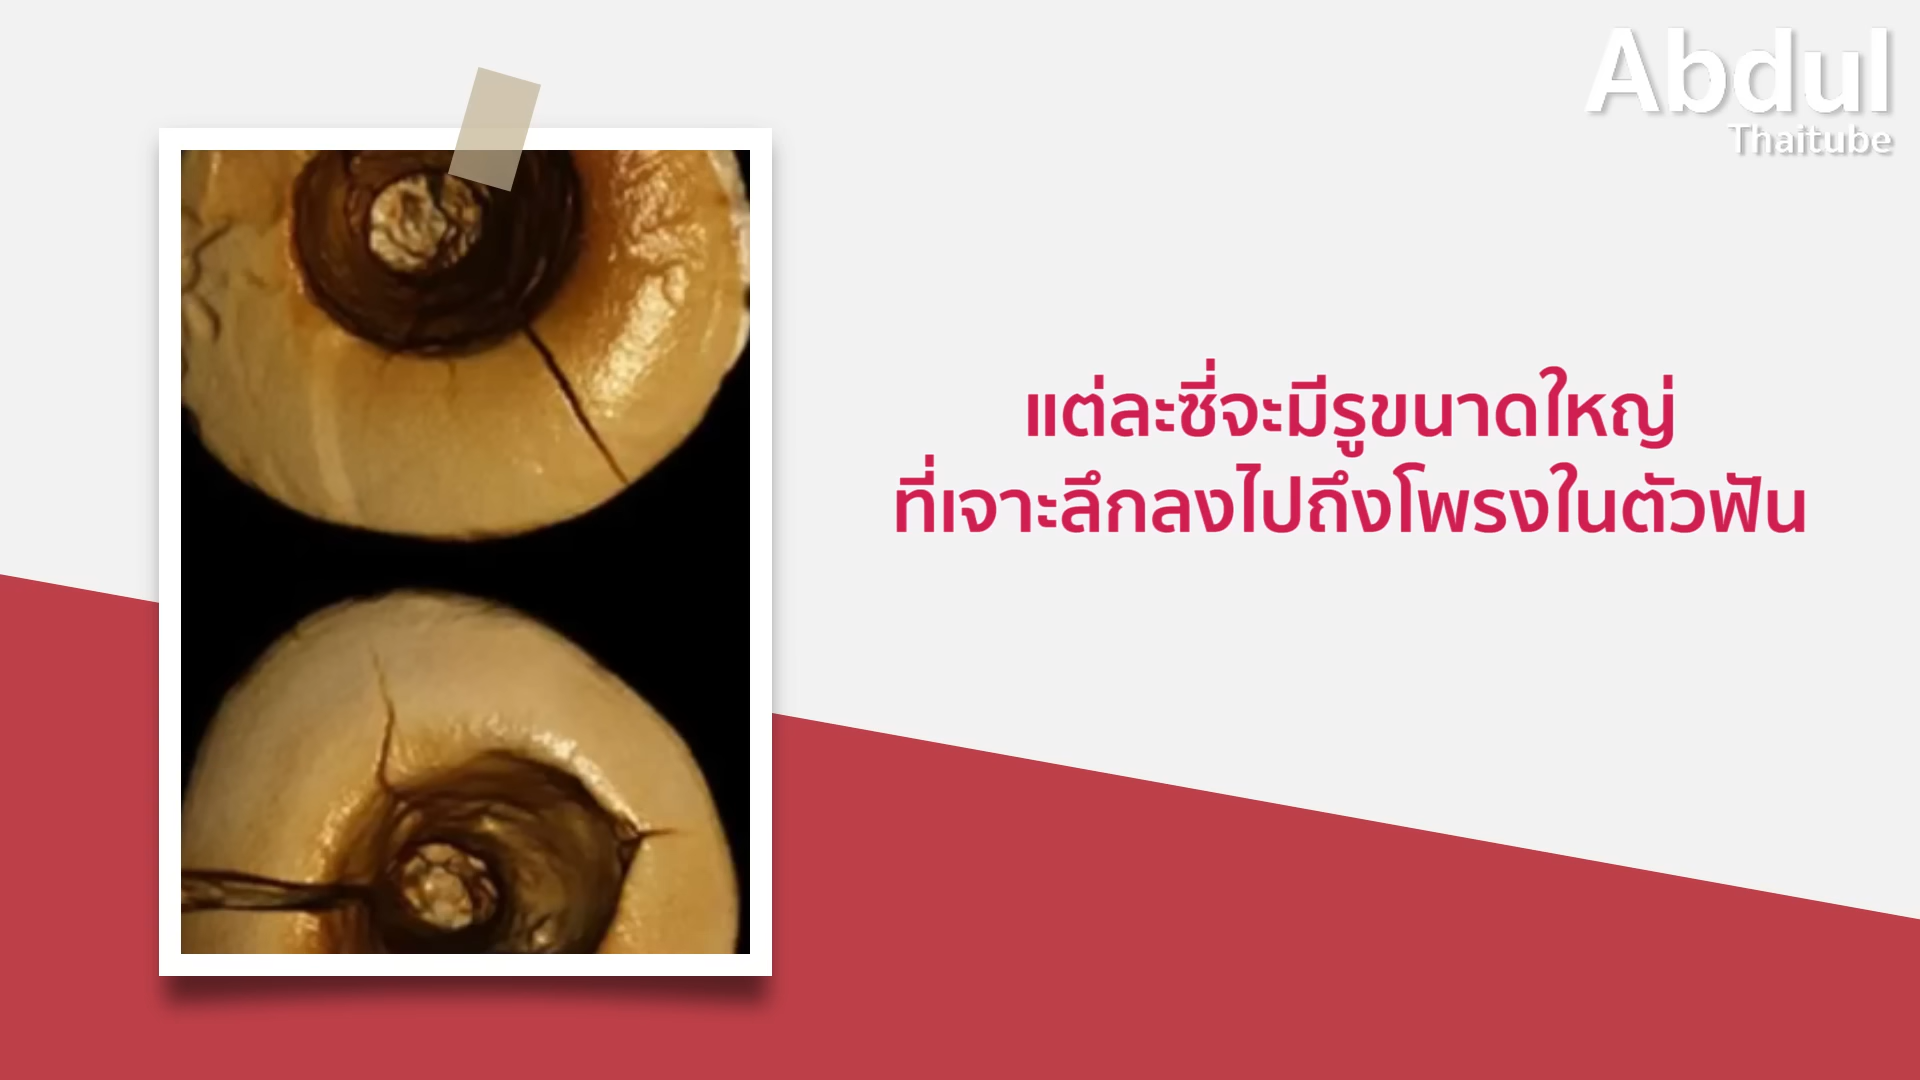 Abdul
Thaitube
แต่ละซี่จะมีรูขนาดใหญ่
ที่เจาะลึกลงไปถึงโพรงในตัวฟัน